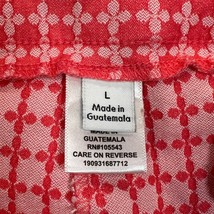 L
Made in
Guatemala
MADE IN
GUATEMALA
RN#105543
CARE ON REVERSE
190931687712